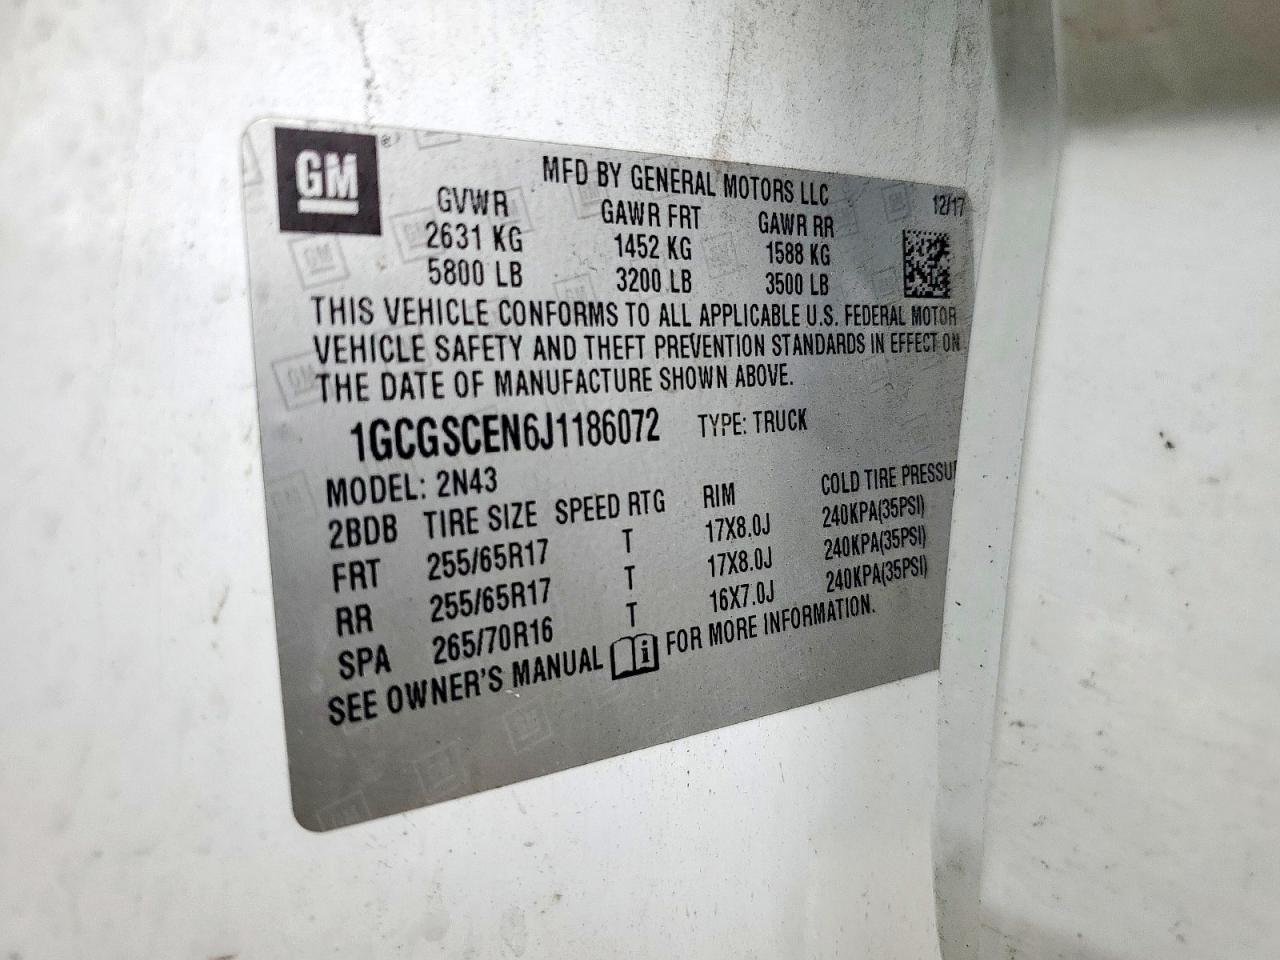 GM
MFD BY GENERAL MOTORS LLC
12/17
GVWR GAWR FRT GAWR RR
2631 KG 1452 KG 1588 KG
5800 LB 3200 LB 3500 LB
THIS VEHICLE CONFORMS TO ALL APPLICABLE U.S. FEDERAL MOTOR
VEHICLE SAFETY AND THEFT PREVENTION STANDARDS IN EFFECT ON
THE DATE OF MANUFACTURE SHOWN ABOVE.
1GCGSCEN6J1186072 TYPE: TRUCK
MODEL: 2N43
2BDB TIRE SIZE SPEED RTG RIM COLD TIRE PRESSU
FRT 255/65R17 T 17X8.0J 240KPA(35PSI)
RR 255/65R17 T 17X8.0J 240KPA(35PSI)
SPA 265/70R16 T 16X7.0J 240KPA(35PSI)
SEE OWNER'S MANUAL FOR MORE INFORMATION.